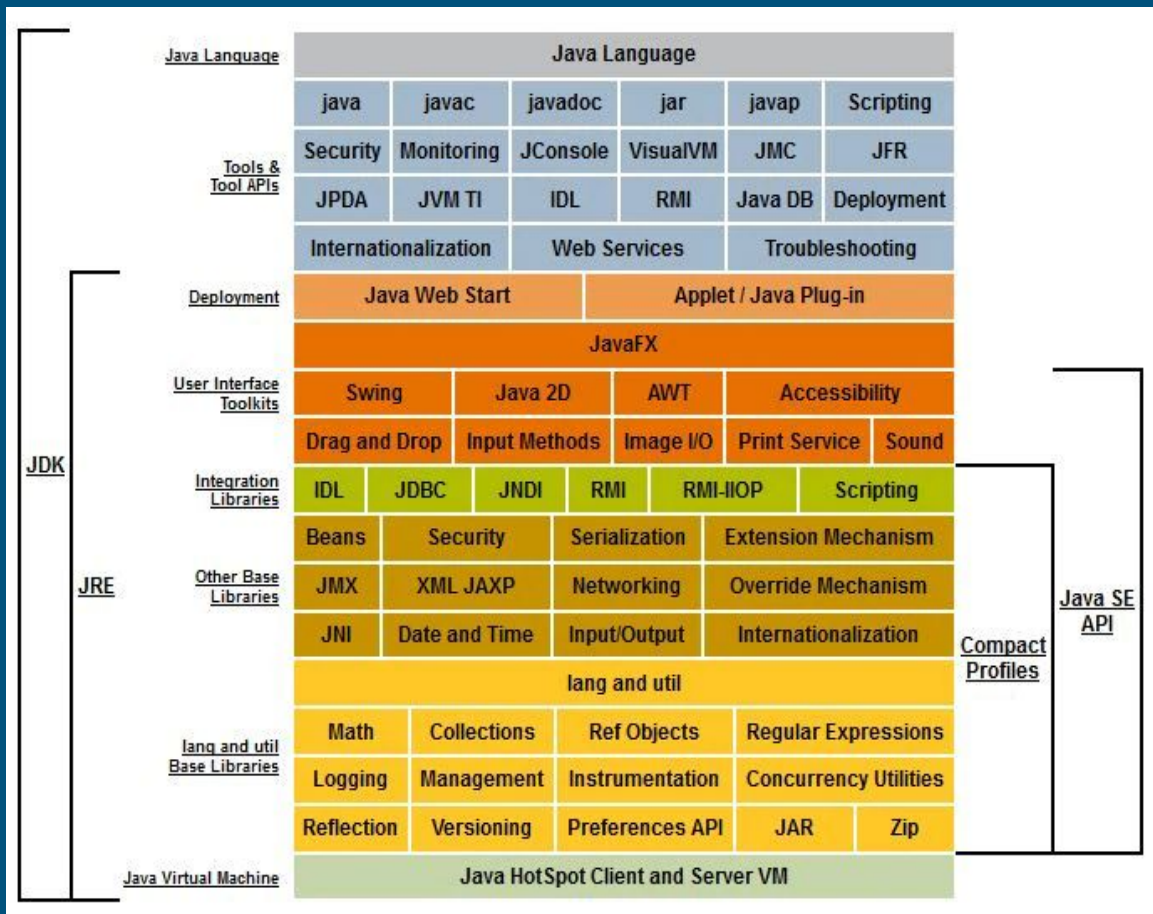 Java Language
Java Language
java javac javadoc jar javap Scripting
Security Monitoring JConsole VisualVM JMC JFR
Tools &
Tool APIs
JPDA JVM TI IDL RMI Java DB Deployment
Internationalization Web Services Troubleshooting
Deployment
Java Web Start Applet / Java Plug-in
JavaFX
User Interface
Toolkits
Swing Java 2D AWT Accessibility
Drag and Drop Input Methods Image I/O Print Service Sound
JDK
Integration
Libraries
IDL JDBC JNDI RMI RMI-IIOP Scripting
Beans Security Serialization Extension Mechanism
JRE
Other Base
Libraries
JMX XML JAXP Networking Override Mechanism
Java SE
API
JNI Date and Time Input/Output Internationalization
Compact
Profiles
lang and util
Math Collections Ref Objects Regular Expressions
lang and util
Base Libraries
Logging Management Instrumentation Concurrency Utilities
Reflection Versioning Preferences API JAR Zip
Java Virtual Machine
Java HotSpot Client and Server VM